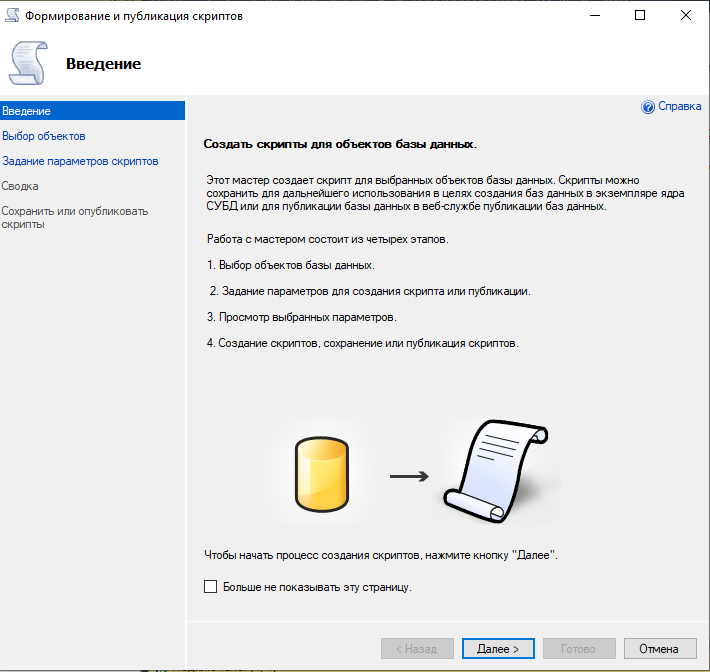 Формирование и публикация скриптов
Введение
Введение
Выбор объектов
Задание параметров скриптов
Сводка
Сохранить или опубликовать
скрипты
Справка
Создать скрипты для объектов базы данных.
Этот мастер создает скрипт для выбранных объектов базы данных. Скрипты можно
сохранить для дальнейшего использования в целях создания баз данных в экземпляре ядра
СУБД или для публикации базы данных в веб-службе публикации баз данных.
Работа с мастером состоит из четырех этапов.
1. Выбор объектов базы данных.
2. Задание параметров для создания скрипта или публикации.
3. Просмотр выбранных параметров.
4. Создание скриптов, сохранение или публикация скриптов.
Чтобы начать процесс создания скриптов, нажмите кнопку "Далее".
Больше не показывать эту страницу.
< Назад
Далее >
Готово
Отмена